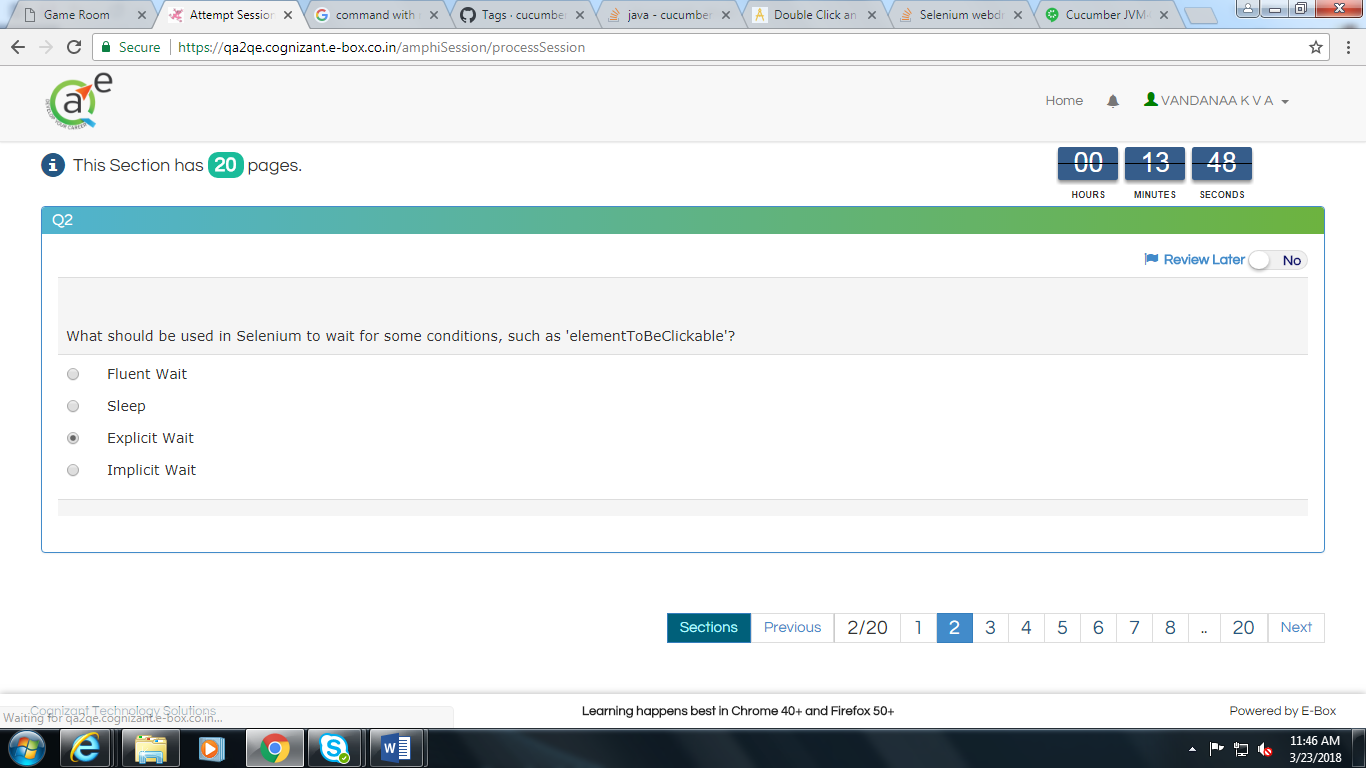 Game Room
Attempt Session
command with
Tags · cucumber
java - cucumber
Double Click an
Selenium webd
Cucumber JVM
Secure
https://qa2qe.cognizant.e-box.co.in/amphiSession/processSession
a e
Home
VANDANAA K V A
This Section has 20 pages.
00 13 48
HOURS MINUTES SECONDS
Q2
Review Later No
What should be used in Selenium to wait for some conditions, such as 'elementToBeClickable'?
Fluent Wait
Sleep
Explicit Wait
Implicit Wait
Sections Previous 2/20 1 2 3 4 5 6 7 8 .. 20 Next
Cognizant Technology Solutions
Waiting for qa2qe.cognizant.e-box.co.in...
Learning happens best in Chrome 40+ and Firefox 50+
Powered by E-Box
11:46 AM
3/23/2018